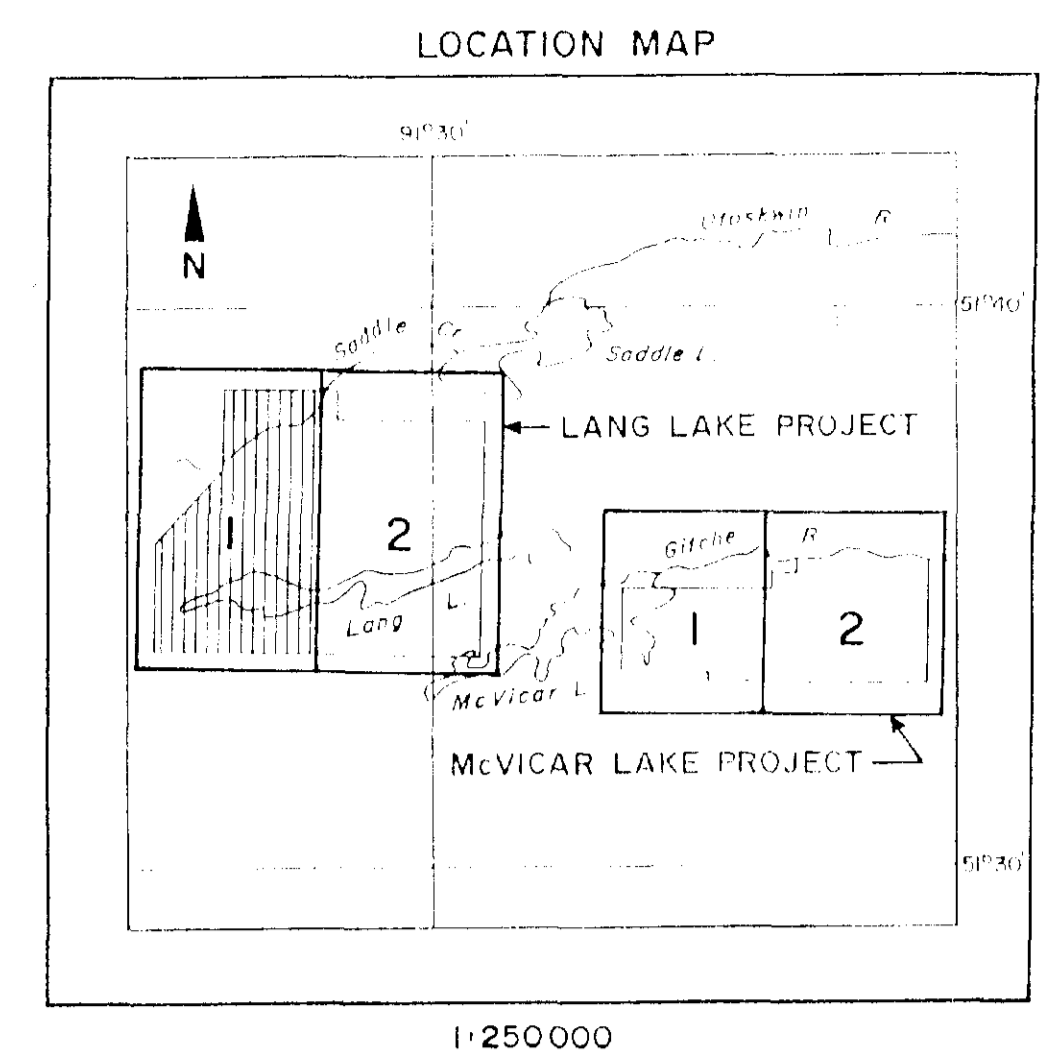 LOCATION MAP
91°30'
N
Otoskwin R
51°40'
Saddle Cr
Saddle L.
LANG LAKE PROJECT
1
2
Gitche R
Lang L.
1
2
McVicar L
McVICAR LAKE PROJECT
51°30'
1:250000